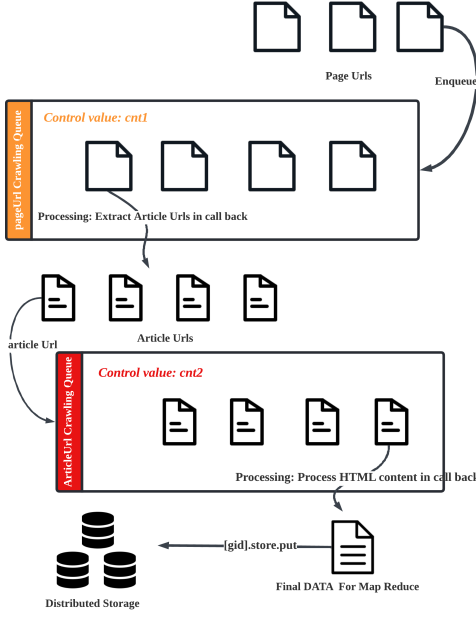 Page Urls
Enqueue
pageUrl Crawling Queue
Control value: cnt1
Processing: Extract Article Urls in call back
Article Urls
article Url
ArticleUrl Crawling Queue
Control value: cnt2
Processing: Process HTML content in call back
[gid].store.put
Final DATA For Map Reduce
Distributed Storage